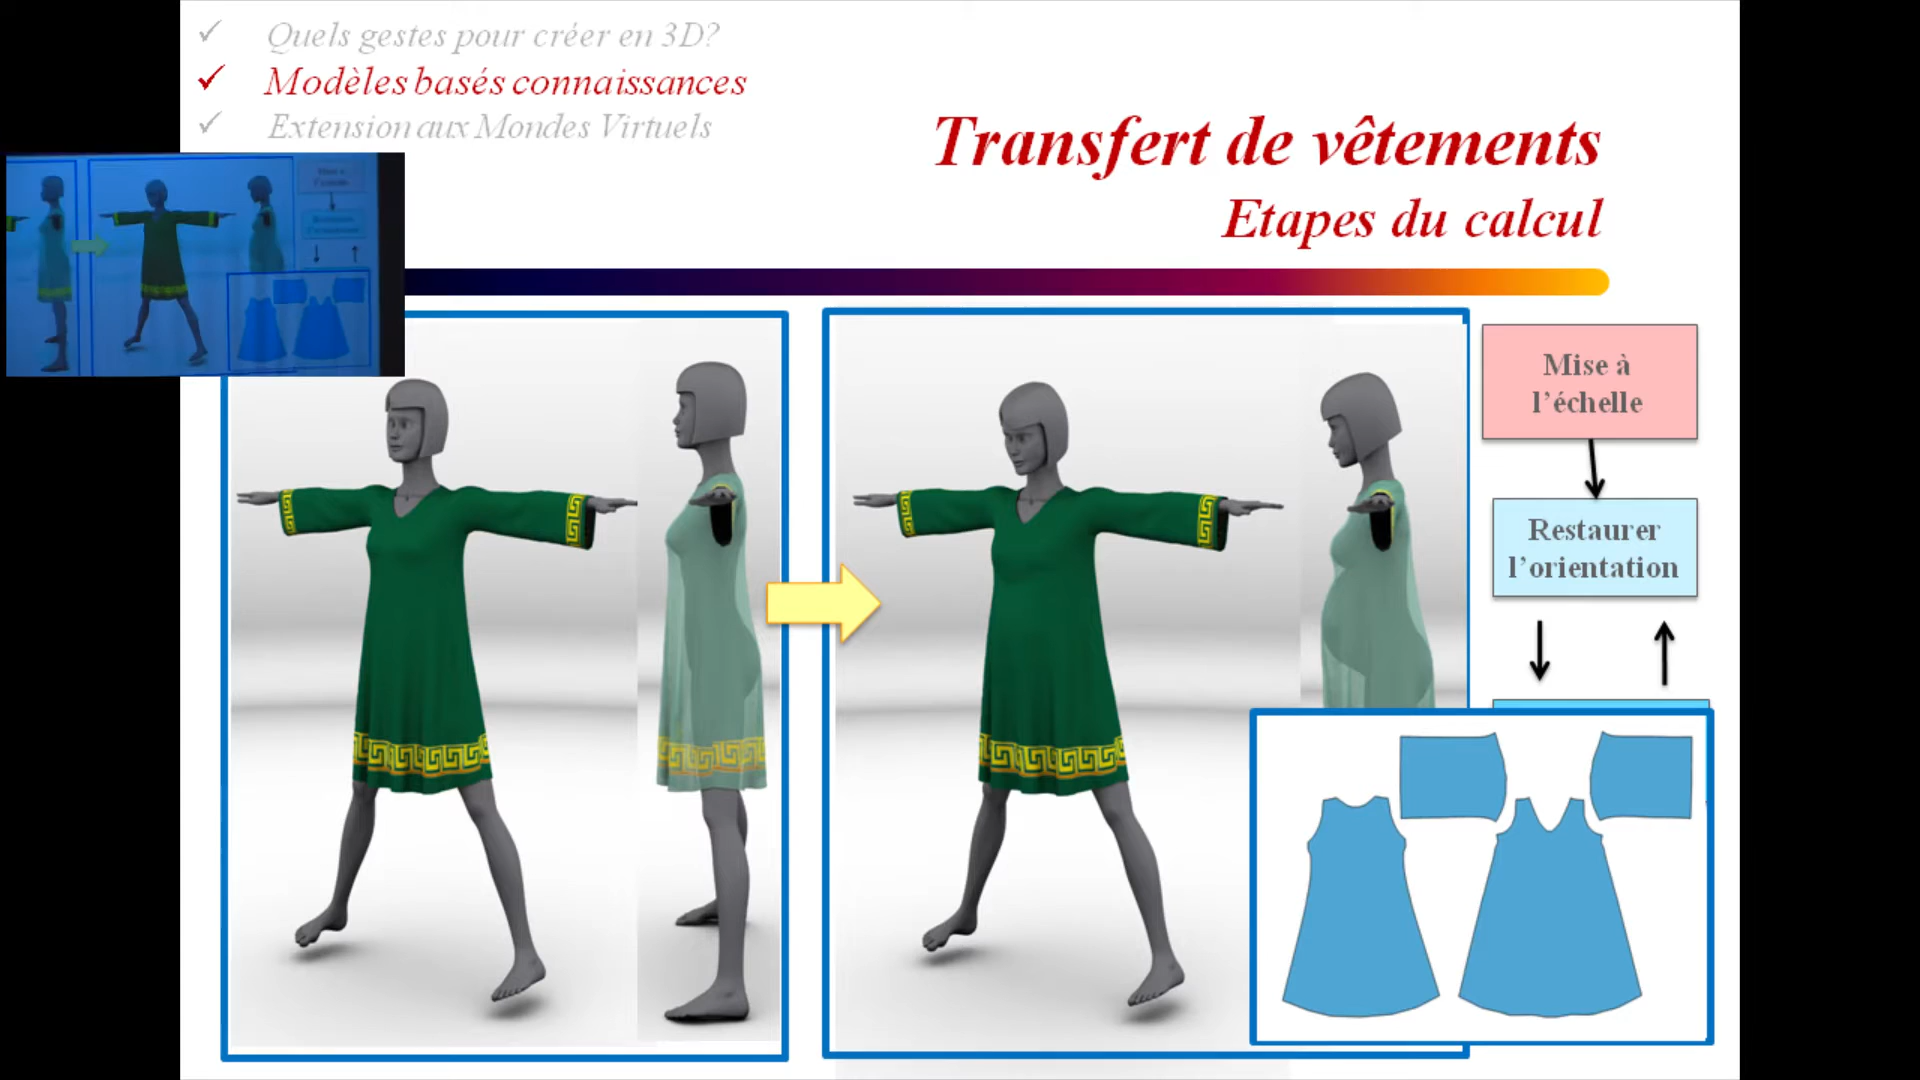 Quels gestes pour créer en 3D?
Modèles basés connaissances
Extension aux Mondes Virtuels
Transfert de vêtements
Etapes du calcul
Mise à
l'échelle
Restaurer
l'orientation